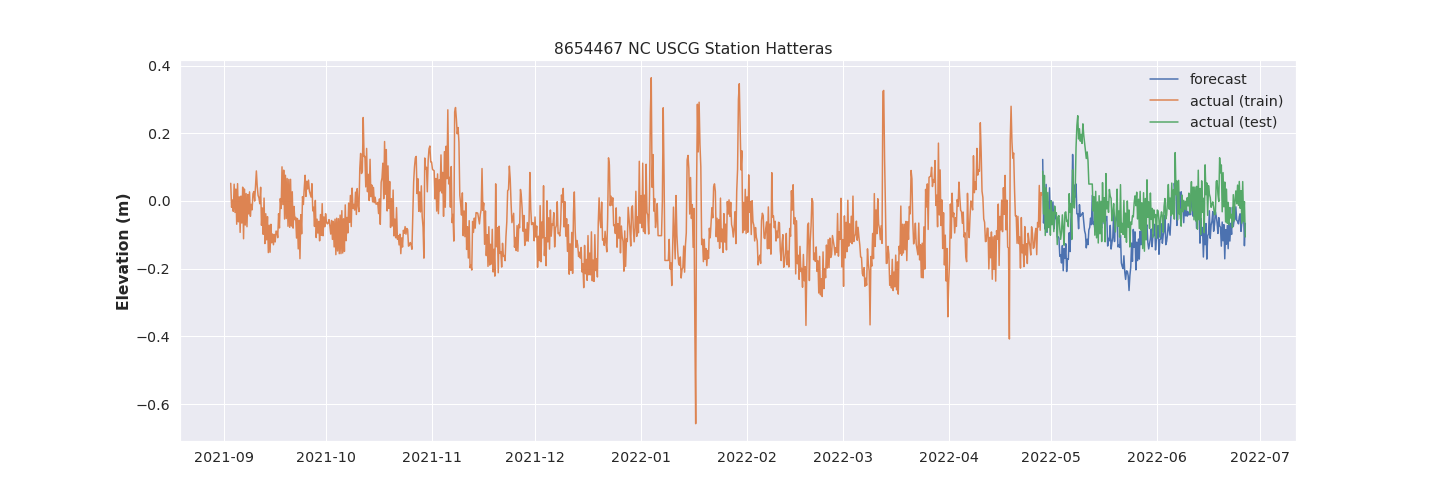 8654467 NC USCG Station Hatteras
Elevation (m)
0.4
0.2
0.0
−0.2
−0.4
−0.6
forecast
actual (train)
actual (test)
2021-09 2021-10 2021-11 2021-12 2022-01 2022-02 2022-03 2022-04 2022-05 2022-06 2022-07